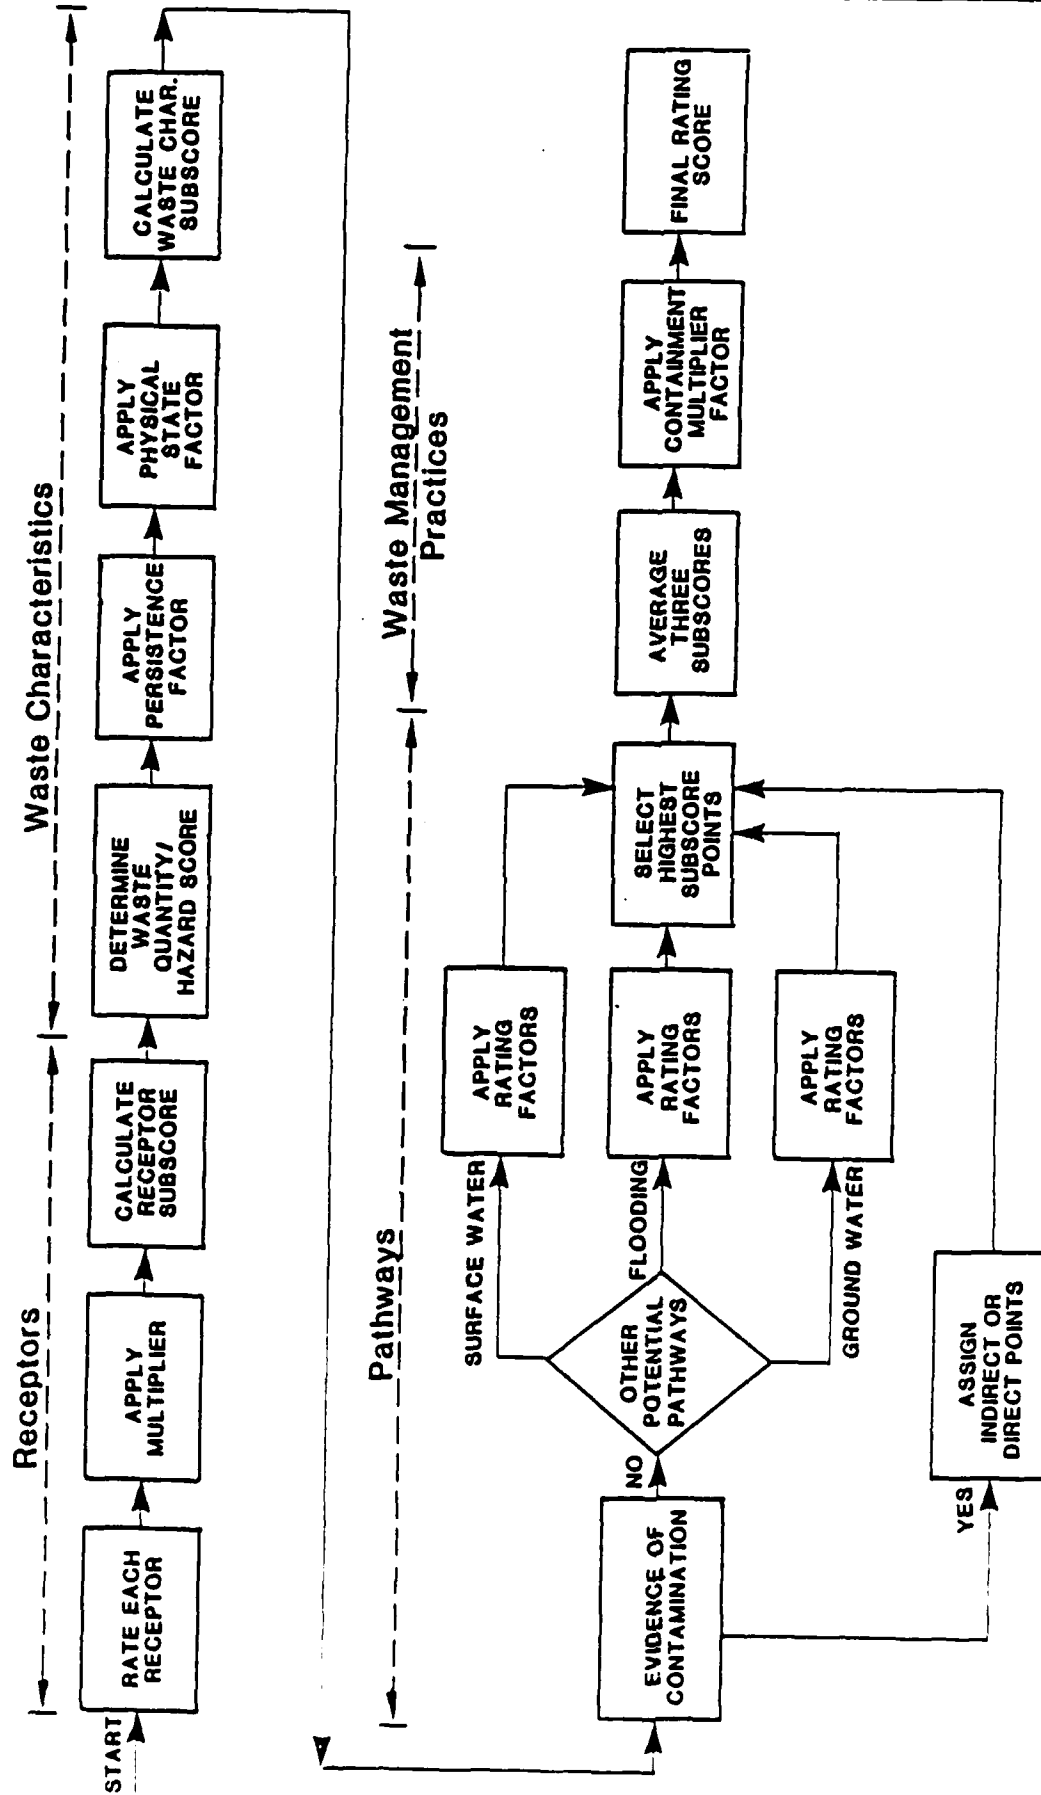 Receptors
Waste Characteristics
START
RATE EACH
RECEPTOR
APPLY
MULTIPLIER
CALCULATE
RECEPTOR
SUBSCORE
DETERMINE
WASTE
QUANTITY/
HAZARD SCORE
APPLY
PERSISTENCE
FACTOR
APPLY
PHYSICAL
STATE
FACTOR
CALCULATE
WASTE CHAR.
SUBSCORE
Pathways
Waste Management
Practices
EVIDENCE OF
CONTAMINATION
NO
YES
OTHER
POTENTIAL
PATHWAYS
SURFACE WATER
FLOODING
GROUND WATER
APPLY
RATING
FACTORS
APPLY
RATING
FACTORS
APPLY
RATING
FACTORS
ASSIGN
INDIRECT OR
DIRECT POINTS
SELECT
HIGHEST
SUBSCORE
POINTS
AVERAGE
THREE
SUBSCORES
APPLY
CONTAINMENT
MULTIPLIER
FACTOR
FINAL RATING
SCORE